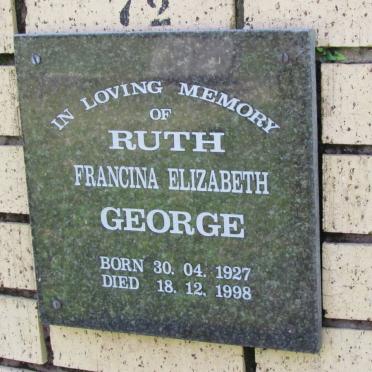 72
IN LOVING MEMORY
OF
RUTH
FRANCINA ELIZABETH
GEORGE
BORN 30. 04. 1927
DIED 18. 12. 1998